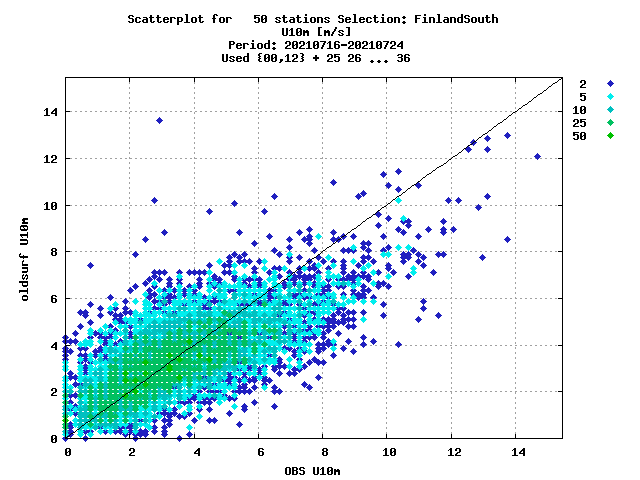 Scatterplot for   50 stations Selection: FinlandSouth
U10m [m/s]
Period: 20210716-20210724
Used {00,12} + 25 26 ... 36
2
5
10
25
50
14
12
10
8
6
4
2
0
oldsurf U10m
0 2 4 6 8 10 12 14
OBS U10m